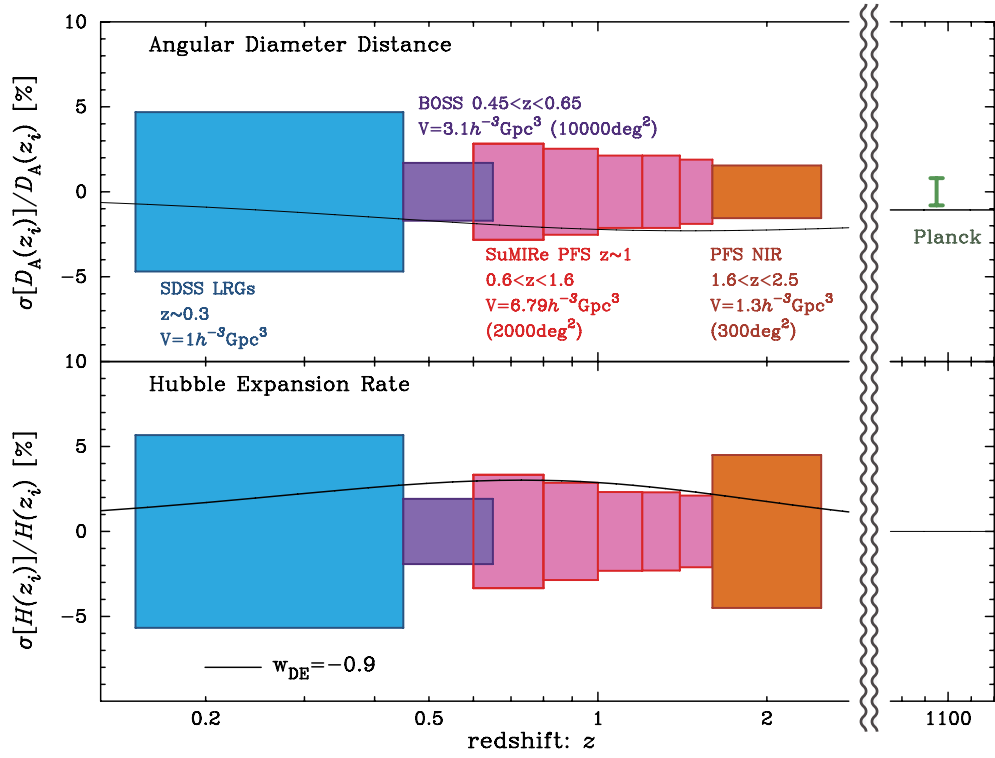 10
5
0
−5
10
σ[D_A(z_i)]/D_A(z_i) [%]
Angular Diameter Distance
BOSS 0.45<z<0.65
V=3.1h⁻³Gpc³ (10000deg²)
SDSS LRGs
z~0.3
V=1h⁻³Gpc³
SuMIRe PFS z~1
0.6<z<1.6
V=6.79h⁻³Gpc³
(2000deg²)
PFS NIR
1.6<z<2.5
V=1.3h⁻³Gpc³
(300deg²)
Planck
5
0
−5
σ[H(z_i)]/H(z_i) [%]
Hubble Expansion Rate
w_DE=−0.9
0.2 0.5 1 2 1100
redshift: z